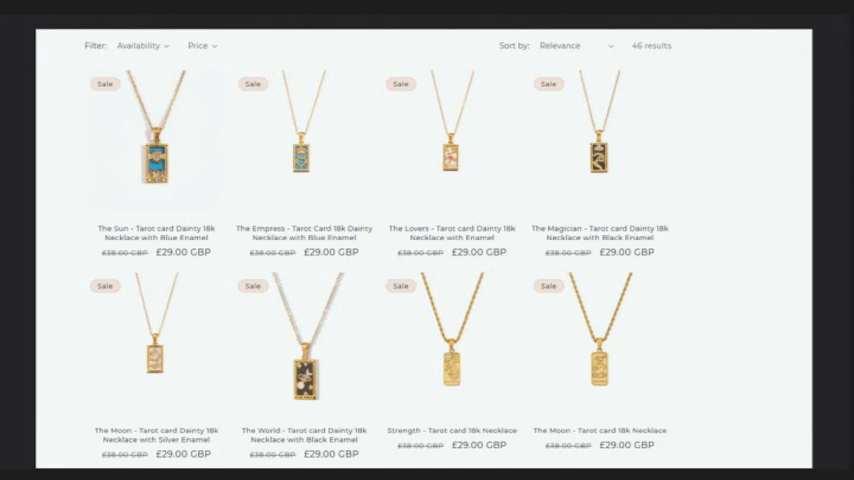 Filter: Availability Price Sort by: Relevance 46 results
Sale Sale Sale Sale
The Sun - Tarot card Dainty 18k
Necklace with Blue Enamel
£38.00 GBP £29.00 GBP
The Empress - Tarot Card 18k Dainty
Necklace with Blue Enamel
£38.00 GBP £29.00 GBP
The Lovers - Tarot card Dainty 18k
Necklace with Enamel
£38.00 GBP £29.00 GBP
The Magician - Tarot card Dainty 18k
Necklace with Black Enamel
£38.00 GBP £29.00 GBP
Sale Sale Sale Sale
The Moon - Tarot card Dainty 18k
Necklace with Silver Enamel
£38.00 GBP £29.00 GBP
The World - Tarot card Dainty 18k
Necklace with Black Enamel
£38.00 GBP £29.00 GBP
Strength - Tarot card 18k Necklace
£38.00 GBP £29.00 GBP
The Moon - Tarot card 18k Necklace
£38.00 GBP £29.00 GBP